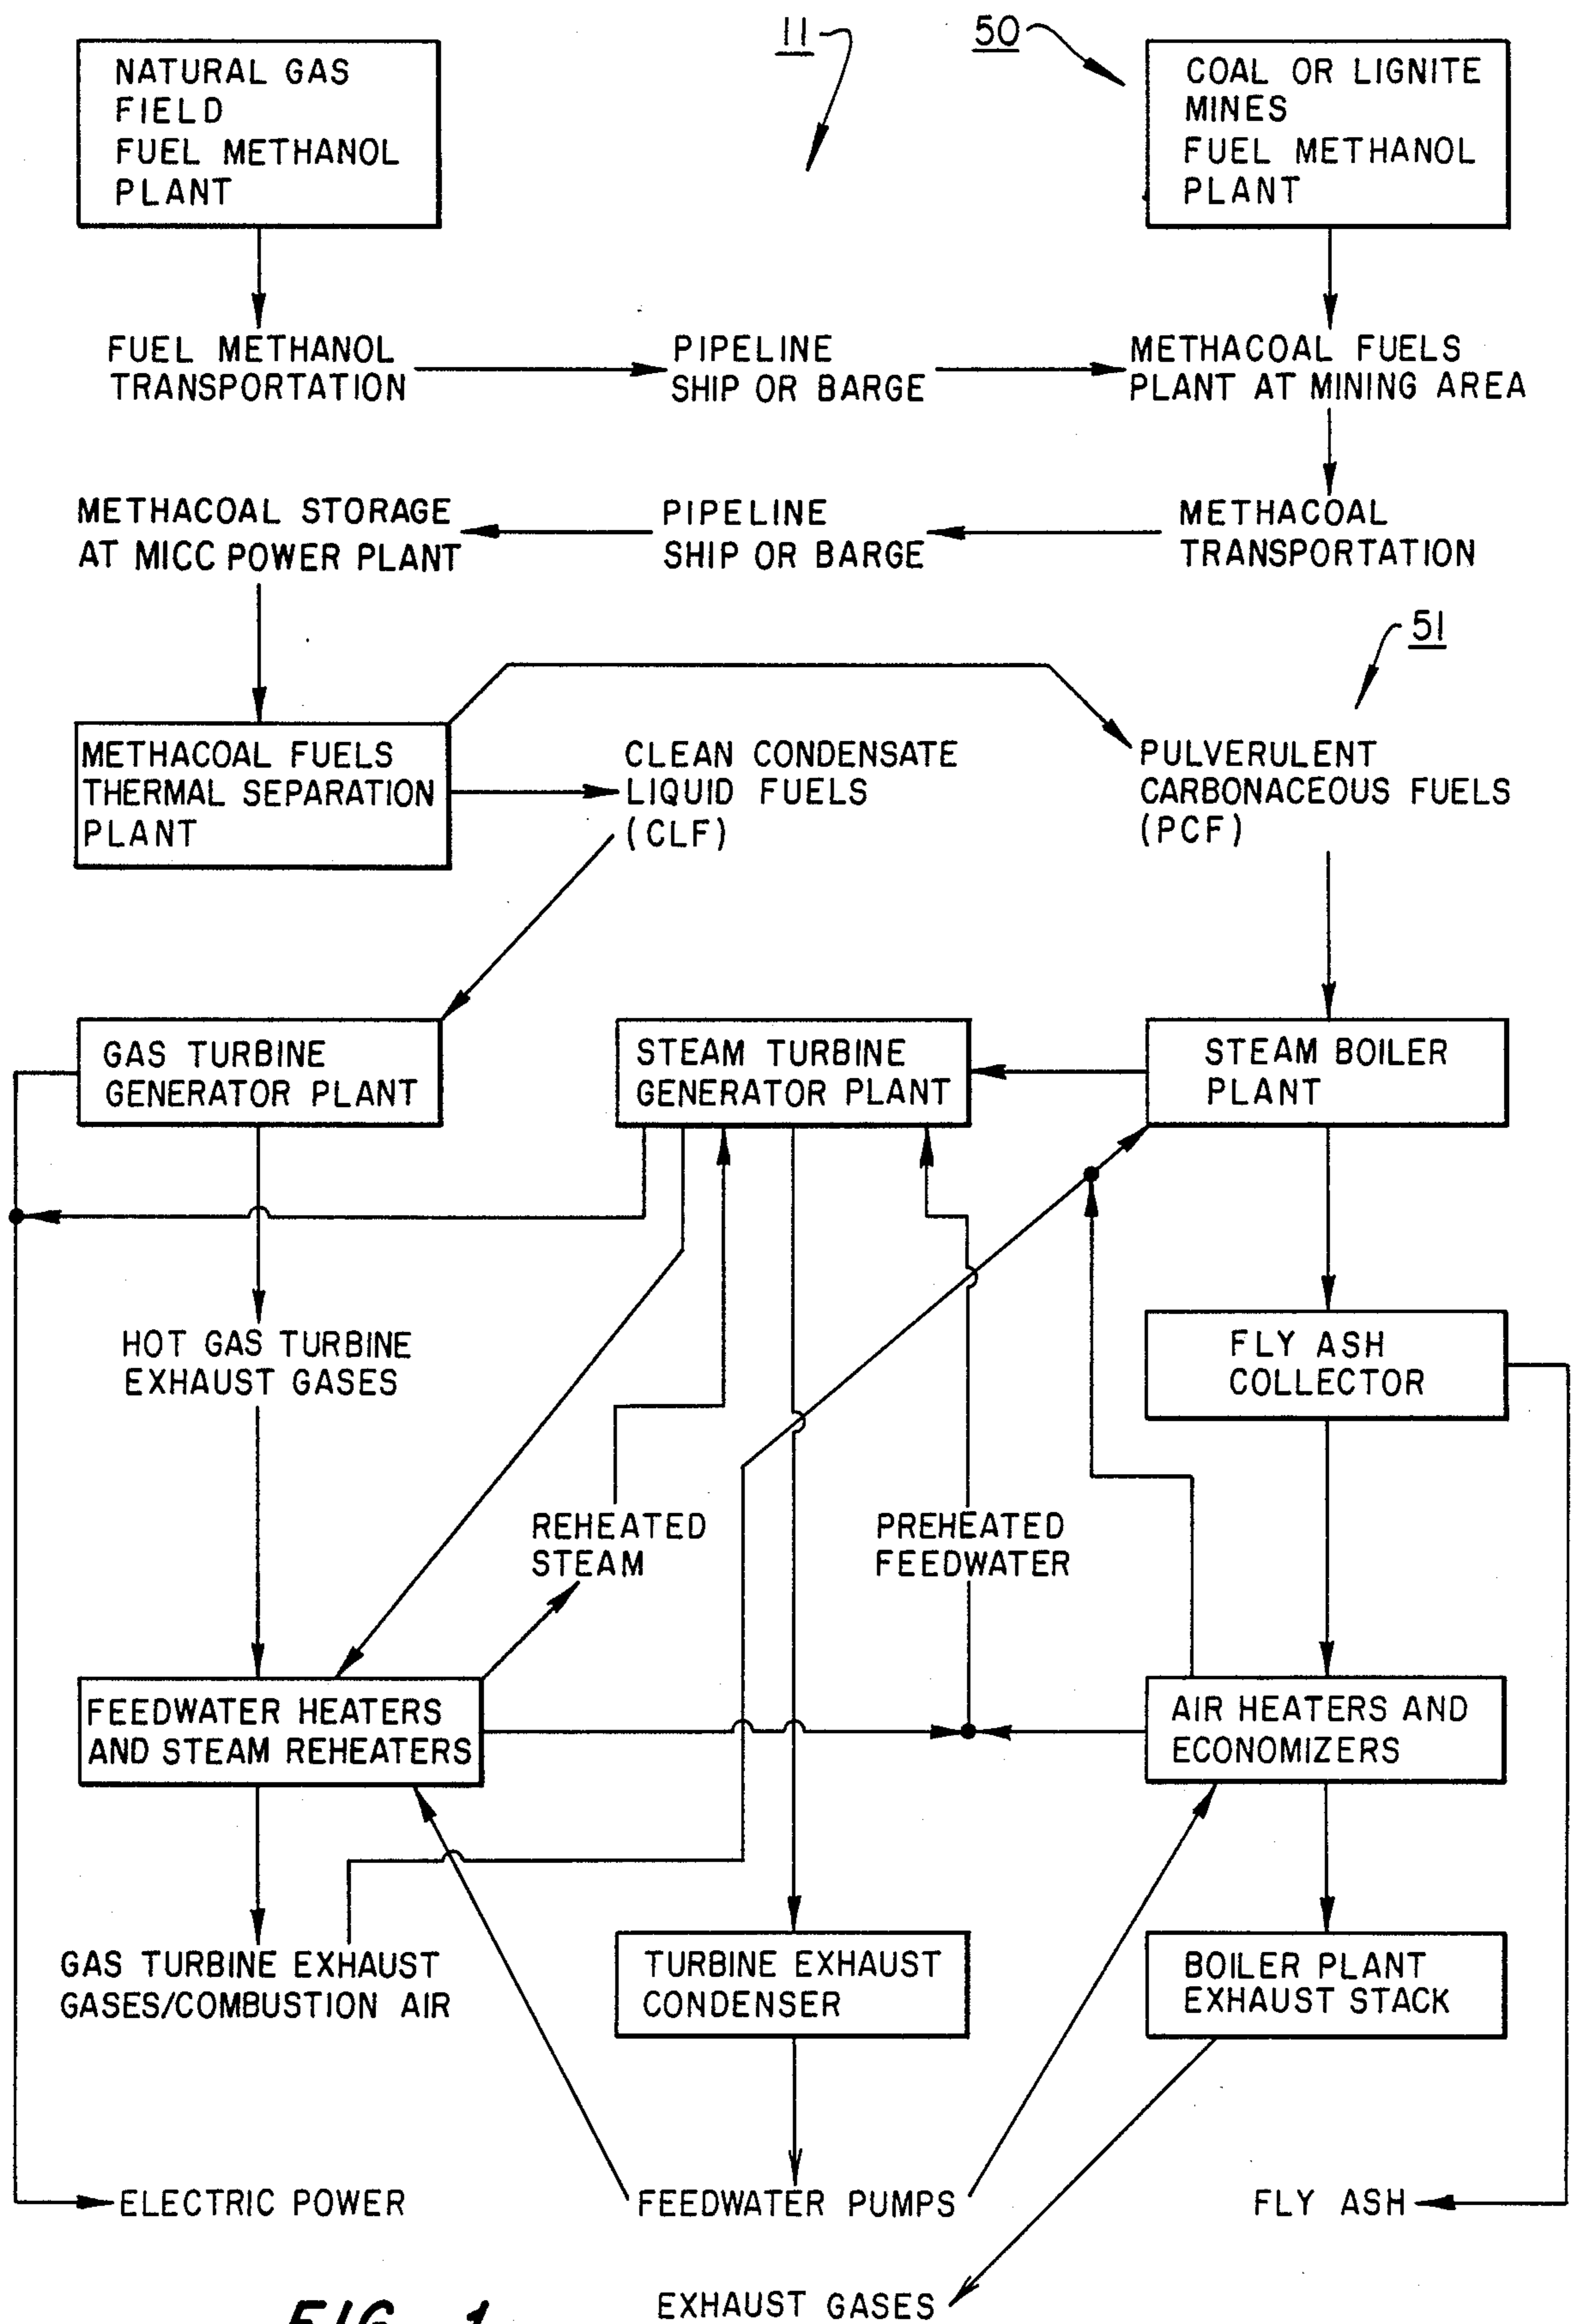 11
50
NATURAL GAS
FIELD
FUEL METHANOL
PLANT
COAL OR LIGNITE
MINES
FUEL METHANOL
PLANT
FUEL METHANOL
TRANSPORTATION
PIPELINE
SHIP OR BARGE
METHACOAL FUELS
PLANT AT MINING AREA
METHACOAL STORAGE
AT MICC POWER PLANT
PIPELINE
SHIP OR BARGE
METHACOAL
TRANSPORTATION
51
METHACOAL FUELS
THERMAL SEPARATION
PLANT
CLEAN CONDENSATE
LIQUID FUELS
(CLF)
PULVERULENT
CARBONACEOUS FUELS
(PCF)
GAS TURBINE
GENERATOR PLANT
STEAM TURBINE
GENERATOR PLANT
STEAM BOILER
PLANT
HOT GAS TURBINE
EXHAUST GASES
FLY ASH
COLLECTOR
REHEATED
STEAM
PREHEATED
FEEDWATER
FEEDWATER HEATERS
AND STEAM REHEATERS
AIR HEATERS AND
ECONOMIZERS
GAS TURBINE EXHAUST
GASES/COMBUSTION AIR
TURBINE EXHAUST
CONDENSER
BOILER PLANT
EXHAUST STACK
ELECTRIC POWER
FEEDWATER PUMPS
FLY ASH
EXHAUST GASES
FIG. 1